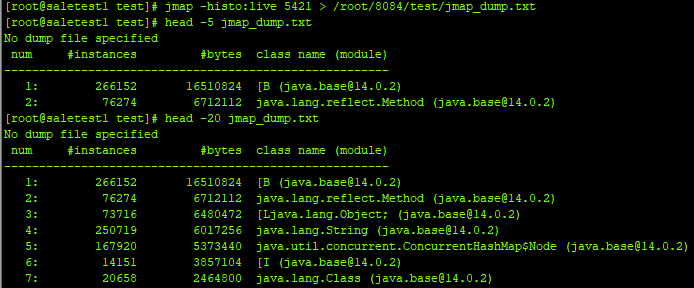 [root@saletest1 test]# jmap -histo:live 5421 > /root/8084/test/jmap_dump.txt
[root@saletest1 test]# head -5 jmap_dump.txt
No dump file specified
 num     #instances         #bytes  class name (module)
-------------------------------------------------------
   1:        266152       16510824  [B (java.base@14.0.2)
   2:         76274        6712112  java.lang.reflect.Method (java.base@14.0.2)
[root@saletest1 test]# head -20 jmap_dump.txt
No dump file specified
 num     #instances         #bytes  class name (module)
-------------------------------------------------------
   1:        266152       16510824  [B (java.base@14.0.2)
   2:         76274        6712112  java.lang.reflect.Method (java.base@14.0.2)
   3:         73716        6480472  [Ljava.lang.Object; (java.base@14.0.2)
   4:        250719        6017256  java.lang.String (java.base@14.0.2)
   5:        167920        5373440  java.util.concurrent.ConcurrentHashMap$Node (java.base@14.0.2)
   6:         14151        3857104  [I (java.base@14.0.2)
   7:         20658        2464800  java.lang.Class (java.base@14.0.2)